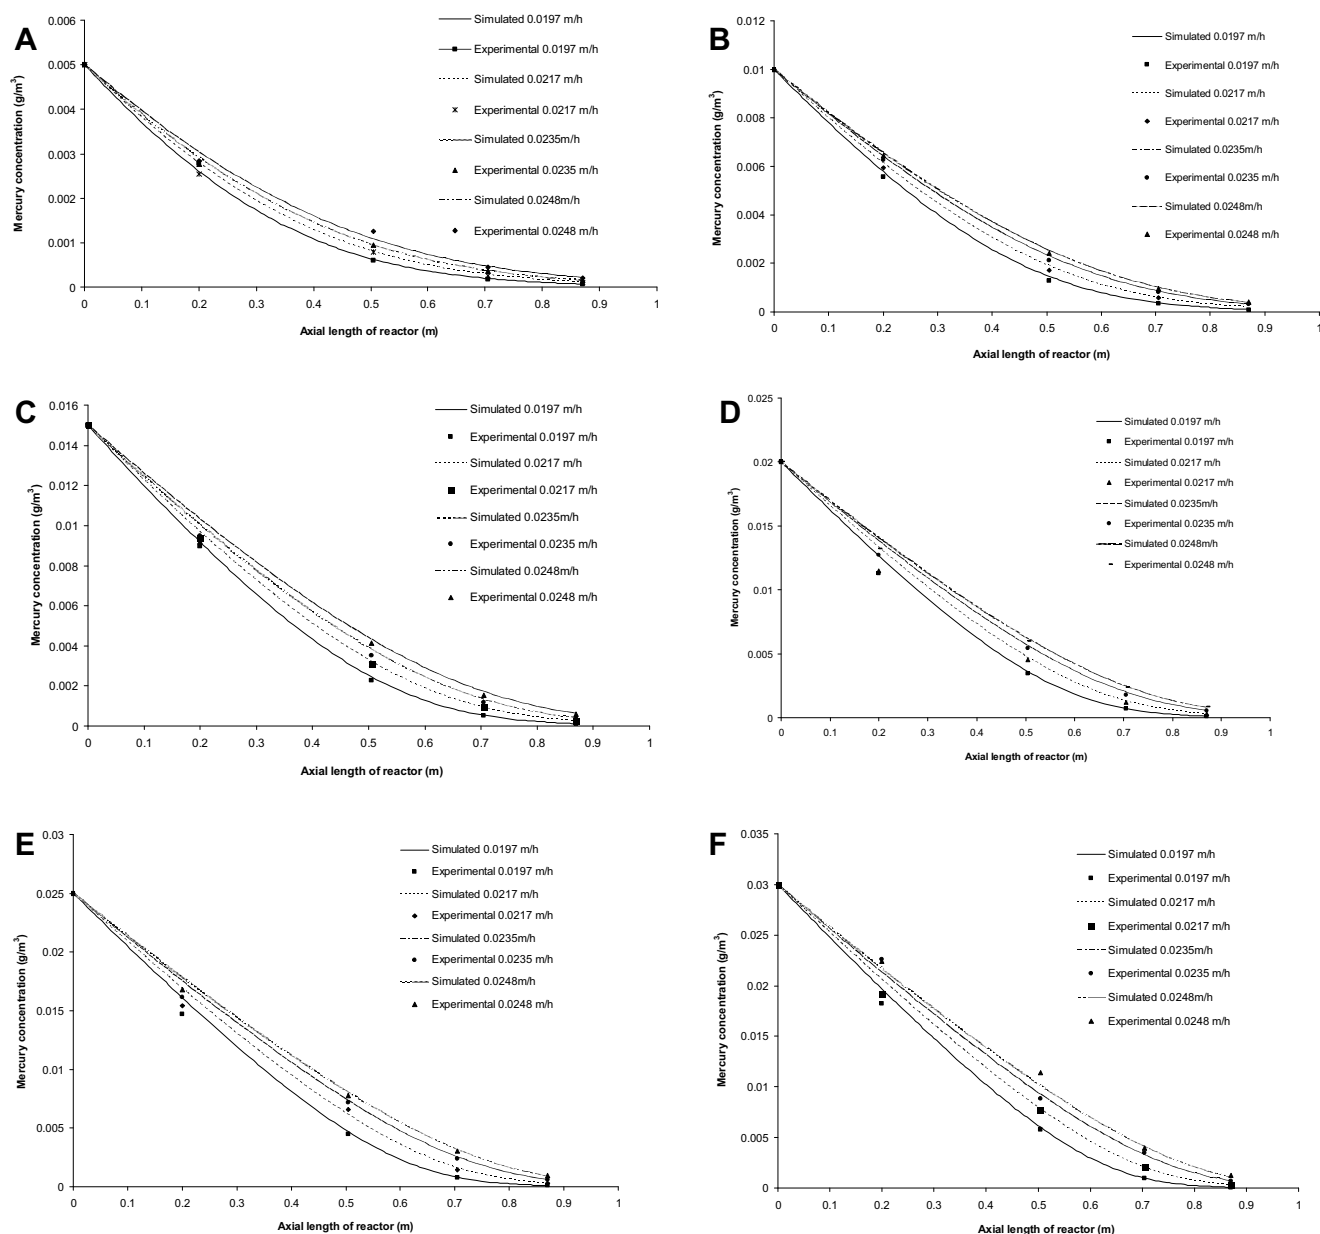 A
Mercury concentration (g/m³)
0.006
0.005
0.004
0.003
0.002
0.001
0
0 0.1 0.2 0.3 0.4 0.5 0.6 0.7 0.8 0.9 1
Axial length of reactor (m)
Simulated 0.0197 m/h
Experimental 0.0197 m/h
Simulated 0.0217 m/h
Experimental 0.0217 m/h
Simulated 0.0235m/h
Experimental 0.0235 m/h
Simulated 0.0248m/h
Experimental 0.0248 m/h
B
Mercury concentration (g/m³)
0.012
0.01
0.008
0.006
0.004
0.002
0
0 0.1 0.2 0.3 0.4 0.5 0.6 0.7 0.8 0.9 1
Axial length of reactor (m)
Simulated 0.0197 m/h
Experimental 0.0197 m/h
Simulated 0.0217 m/h
Experimental 0.0217 m/h
Simulated 0.0235m/h
Experimental 0.0235 m/h
Simulated 0.0248m/h
Experimental 0.0248 m/h
C
Mercury concentration (g/m³)
0.016
0.014
0.012
0.01
0.008
0.006
0.004
0.002
0
0 0.1 0.2 0.3 0.4 0.5 0.6 0.7 0.8 0.9 1
Axial length of reactor (m)
Simulated 0.0197 m/h
Experimental 0.0197 m/h
Simulated 0.0217 m/h
Experimental 0.0217 m/h
Simulated 0.0235m/h
Experimental 0.0235 m/h
Simulated 0.0248m/h
Experimental 0.0248 m/h
D
Mercury concentration (g/m³)
0.025
0.02
0.015
0.01
0.005
0
0 0.1 0.2 0.3 0.4 0.5 0.6 0.7 0.8 0.9 1
Axial length of reactor (m)
Simulated 0.0197 m/h
Experimental 0.0197 m/h
Simulated 0.0217 m/h
Experimental 0.0217 m/h
Simulated 0.0235m/h
Experimental 0.0235 m/h
Simulated 0.0248m/h
Experimental 0.0248 m/h
E
Mercury concentration (g/m³)
0.03
0.025
0.02
0.015
0.01
0.005
0
0 0.1 0.2 0.3 0.4 0.5 0.6 0.7 0.8 0.9 1
Axial length of reactor (m)
Simulated 0.0197 m/h
Experimental 0.0197 m/h
Simulated 0.0217 m/h
Experimental 0.0217 m/h
Simulated 0.0235m/h
Experimental 0.0235 m/h
Simulated 0.0248m/h
Experimental 0.0248 m/h
F
Mercury concentration (g/m³)
0.035
0.03
0.025
0.02
0.015
0.01
0.005
0
0 0.1 0.2 0.3 0.4 0.5 0.6 0.7 0.8 0.9 1
Axial length of reactor (m)
Simulated 0.0197 m/h
Experimental 0.0197 m/h
Simulated 0.0217 m/h
Experimental 0.0217 m/h
Simulated 0.0235m/h
Experimental 0.0235 m/h
Simulated 0.0248m/h
Experimental 0.0248 m/h